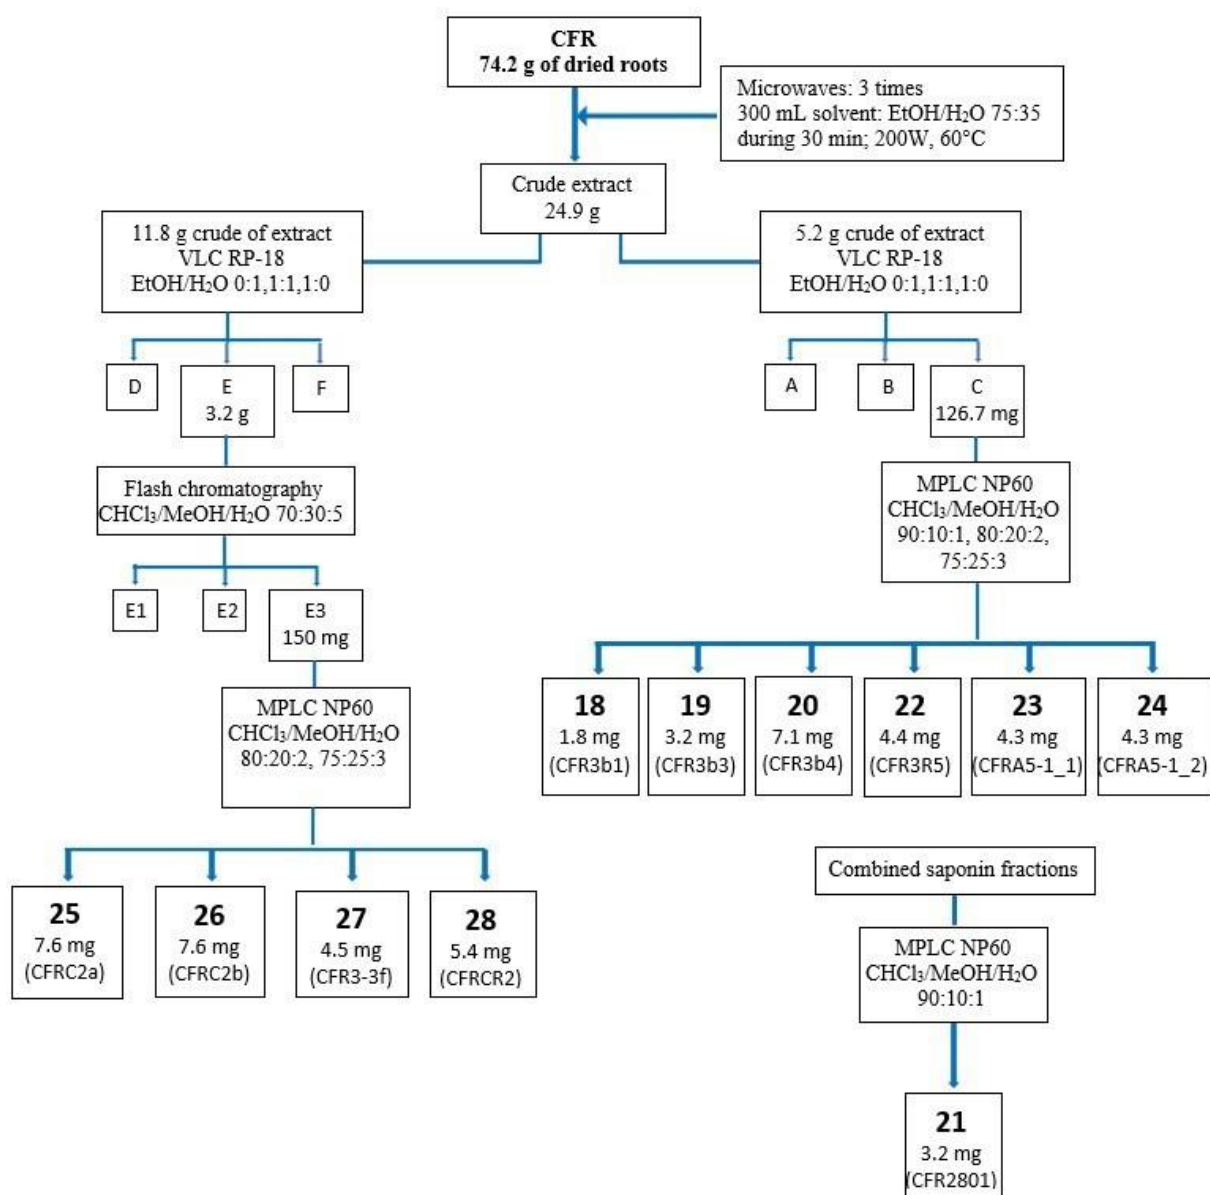 CFR
74.2 g of dried roots
Microwaves: 3 times
300 mL solvent: EtOH/H₂O 75:35
during 30 min; 200W, 60°C
Crude extract
24.9 g
11.8 g crude of extract
VLC RP-18
EtOH/H₂O 0:1,1:1,1:0
5.2 g crude of extract
VLC RP-18
EtOH/H₂O 0:1,1:1,1:0
D
E
3.2 g
F
A
B
C
126.7 mg
Flash chromatography
CHCl₃/MeOH/H₂O 70:30:5
MPLC NP60
CHCl₃/MeOH/H₂O
90:10:1, 80:20:2,
75:25:3
E1
E2
E3
150 mg
MPLC NP60
CHCl₃/MeOH/H₂O
80:20:2, 75:25:3
18
1.8 mg
(CFR3b1)
19
3.2 mg
(CFR3b3)
20
7.1 mg
(CFR3b4)
22
4.4 mg
(CFR3R5)
23
4.3 mg
(CFRA5-1_1)
24
4.3 mg
(CFRA5-1_2)
25
7.6 mg
(CFRC2a)
26
7.6 mg
(CFRC2b)
27
4.5 mg
(CFR3-3f)
28
5.4 mg
(CFRCR2)
Combined saponin fractions
MPLC NP60
CHCl₃/MeOH/H₂O
90:10:1
21
3.2 mg
(CFR2801)